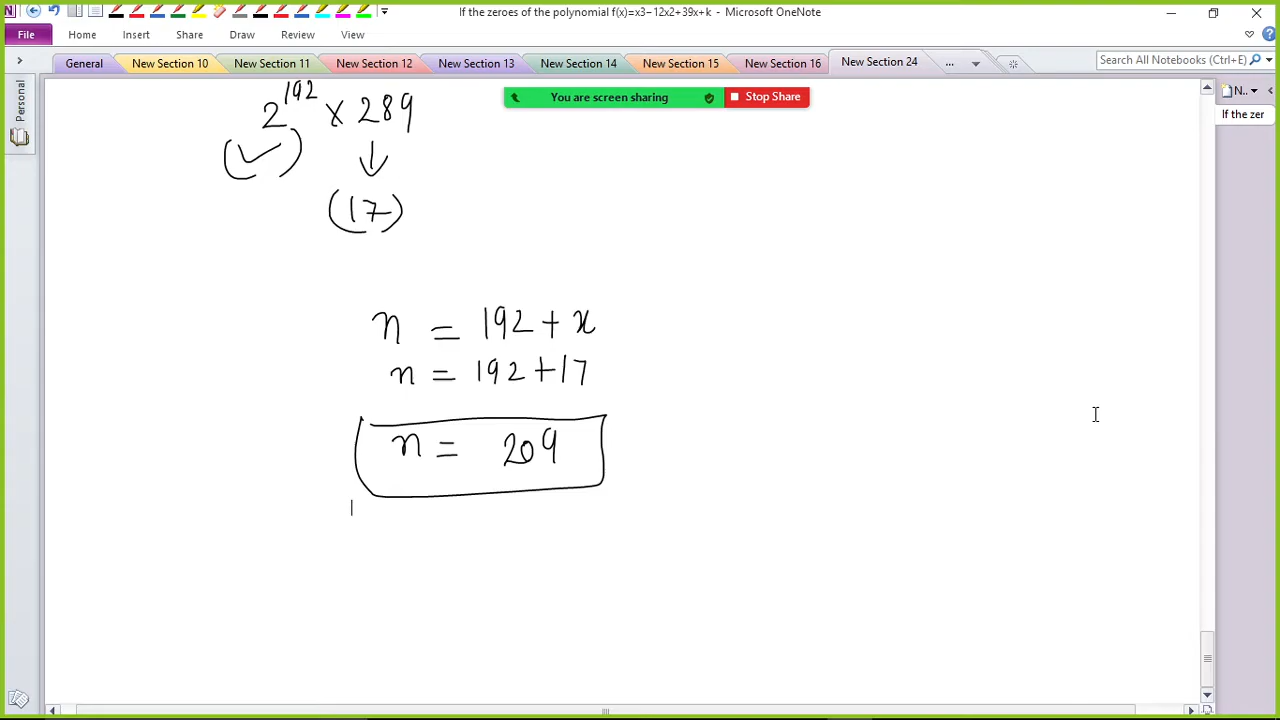 If the zeroes of the polynomial f(x)=x3−12x2+39x+k - Microsoft OneNote
File Home Insert Share Draw Review View
General New Section 10 New Section 11 New Section 12 New Section 13 New Section 14 New Section 15 New Section 16 New Section 24 ... Search All Notebooks (Ctrl+E)
You are screen sharing Stop Share
Personal
N..
If the zer
2^192 × 289
(✓) ↓
(17)
n = 192 + x
n = 192 + 17
n = 209